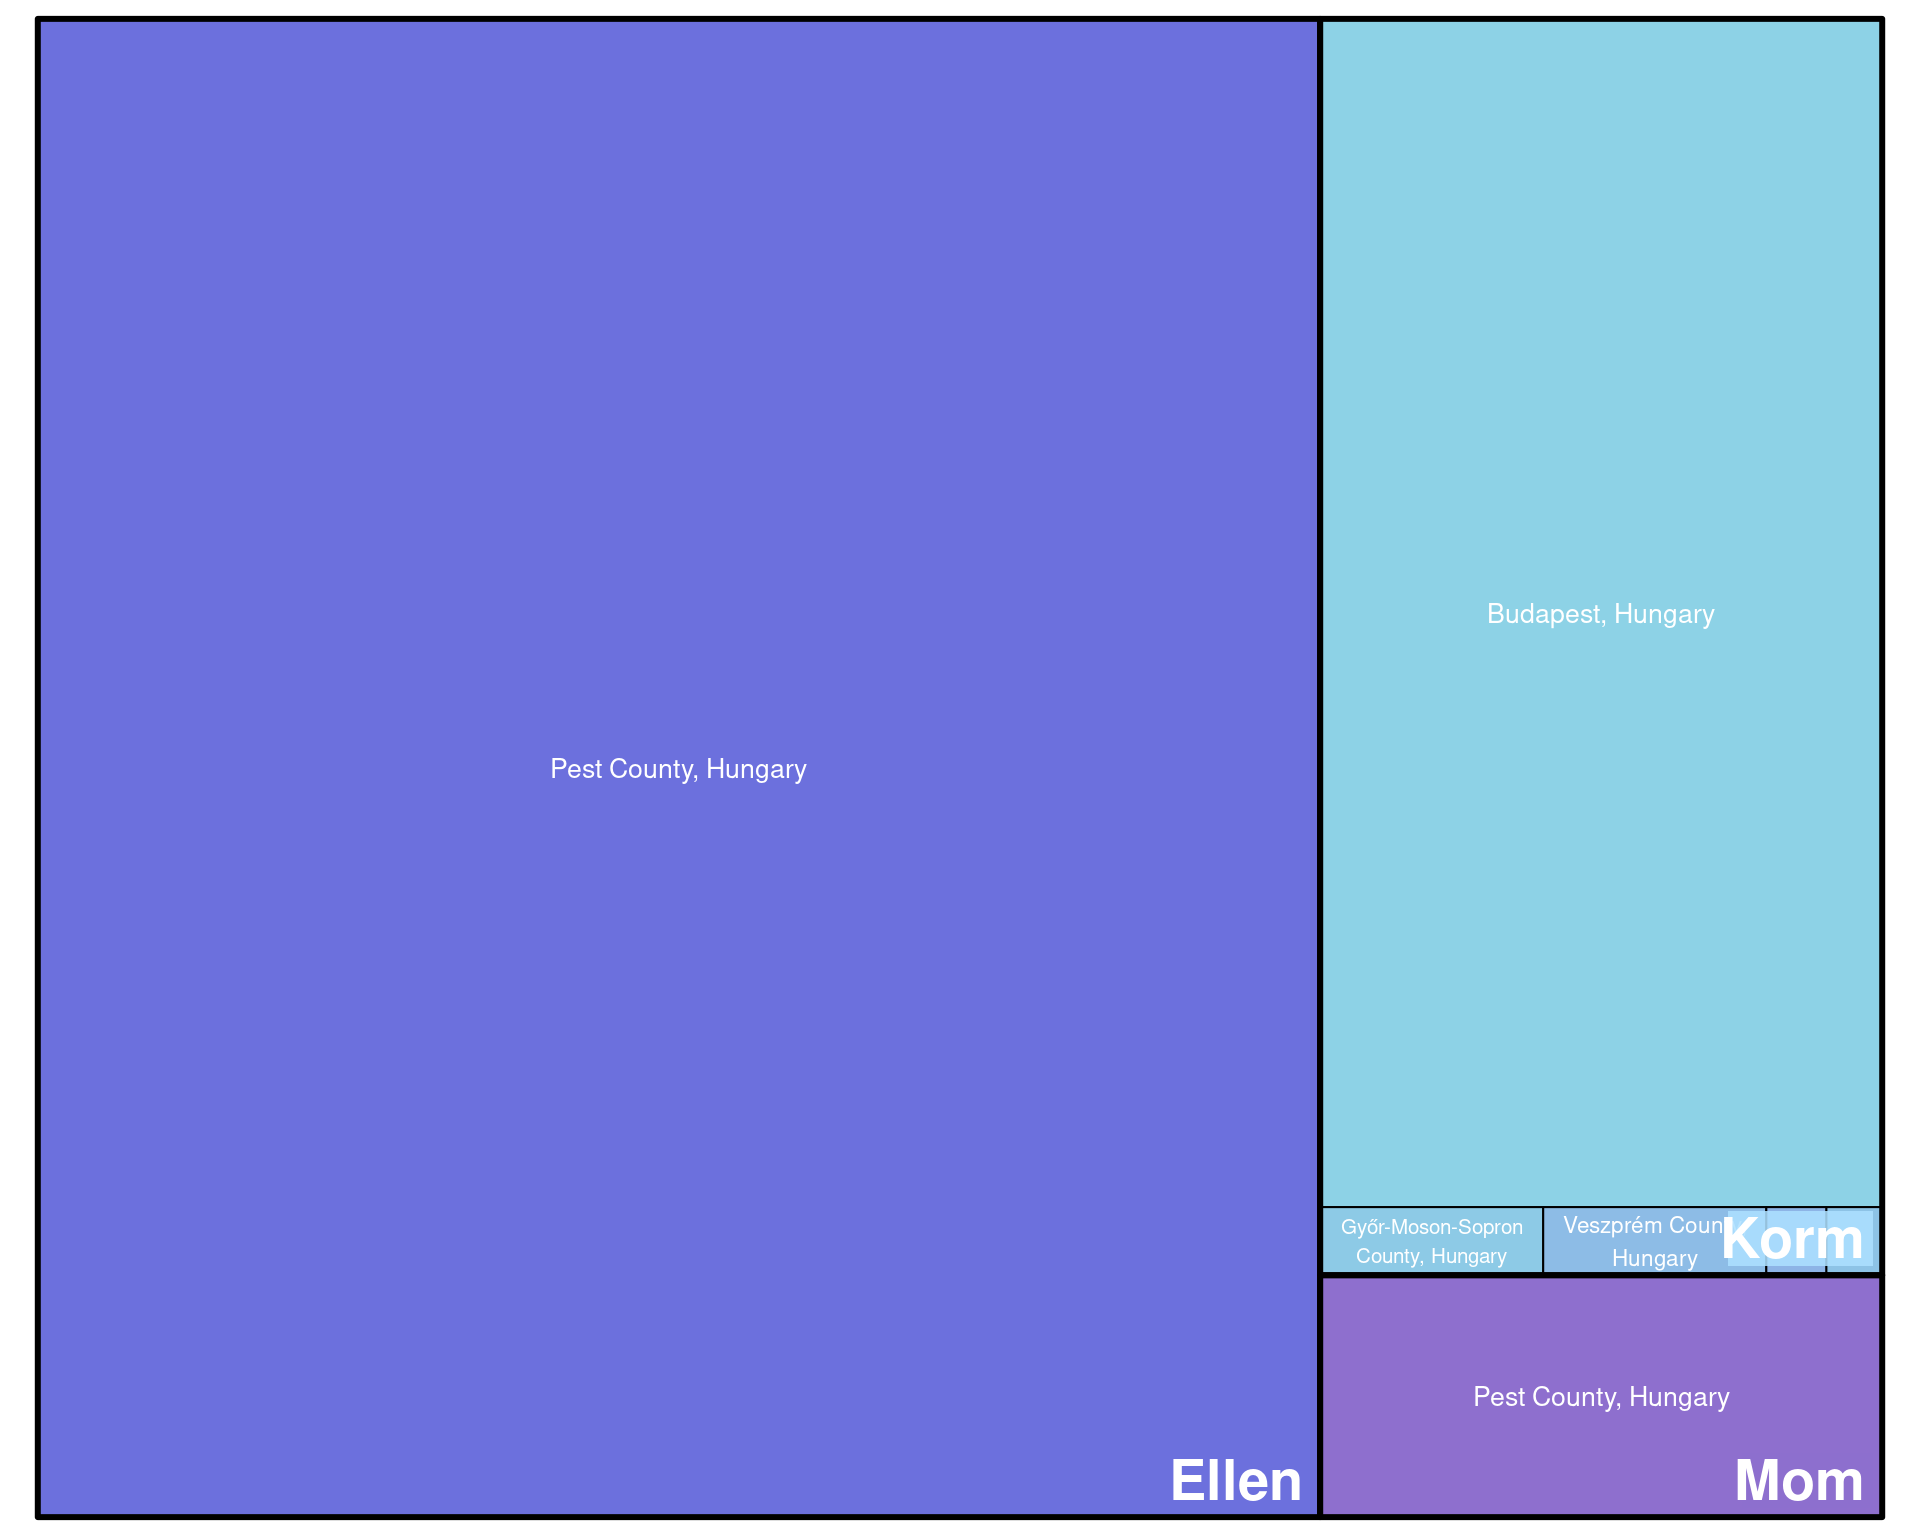 Pest County, Hungary
Ellen
Budapest, Hungary
Győr-Moson-Sopron
County, Hungary
Veszprém Coun
Hungary
Korm
Pest County, Hungary
Mom